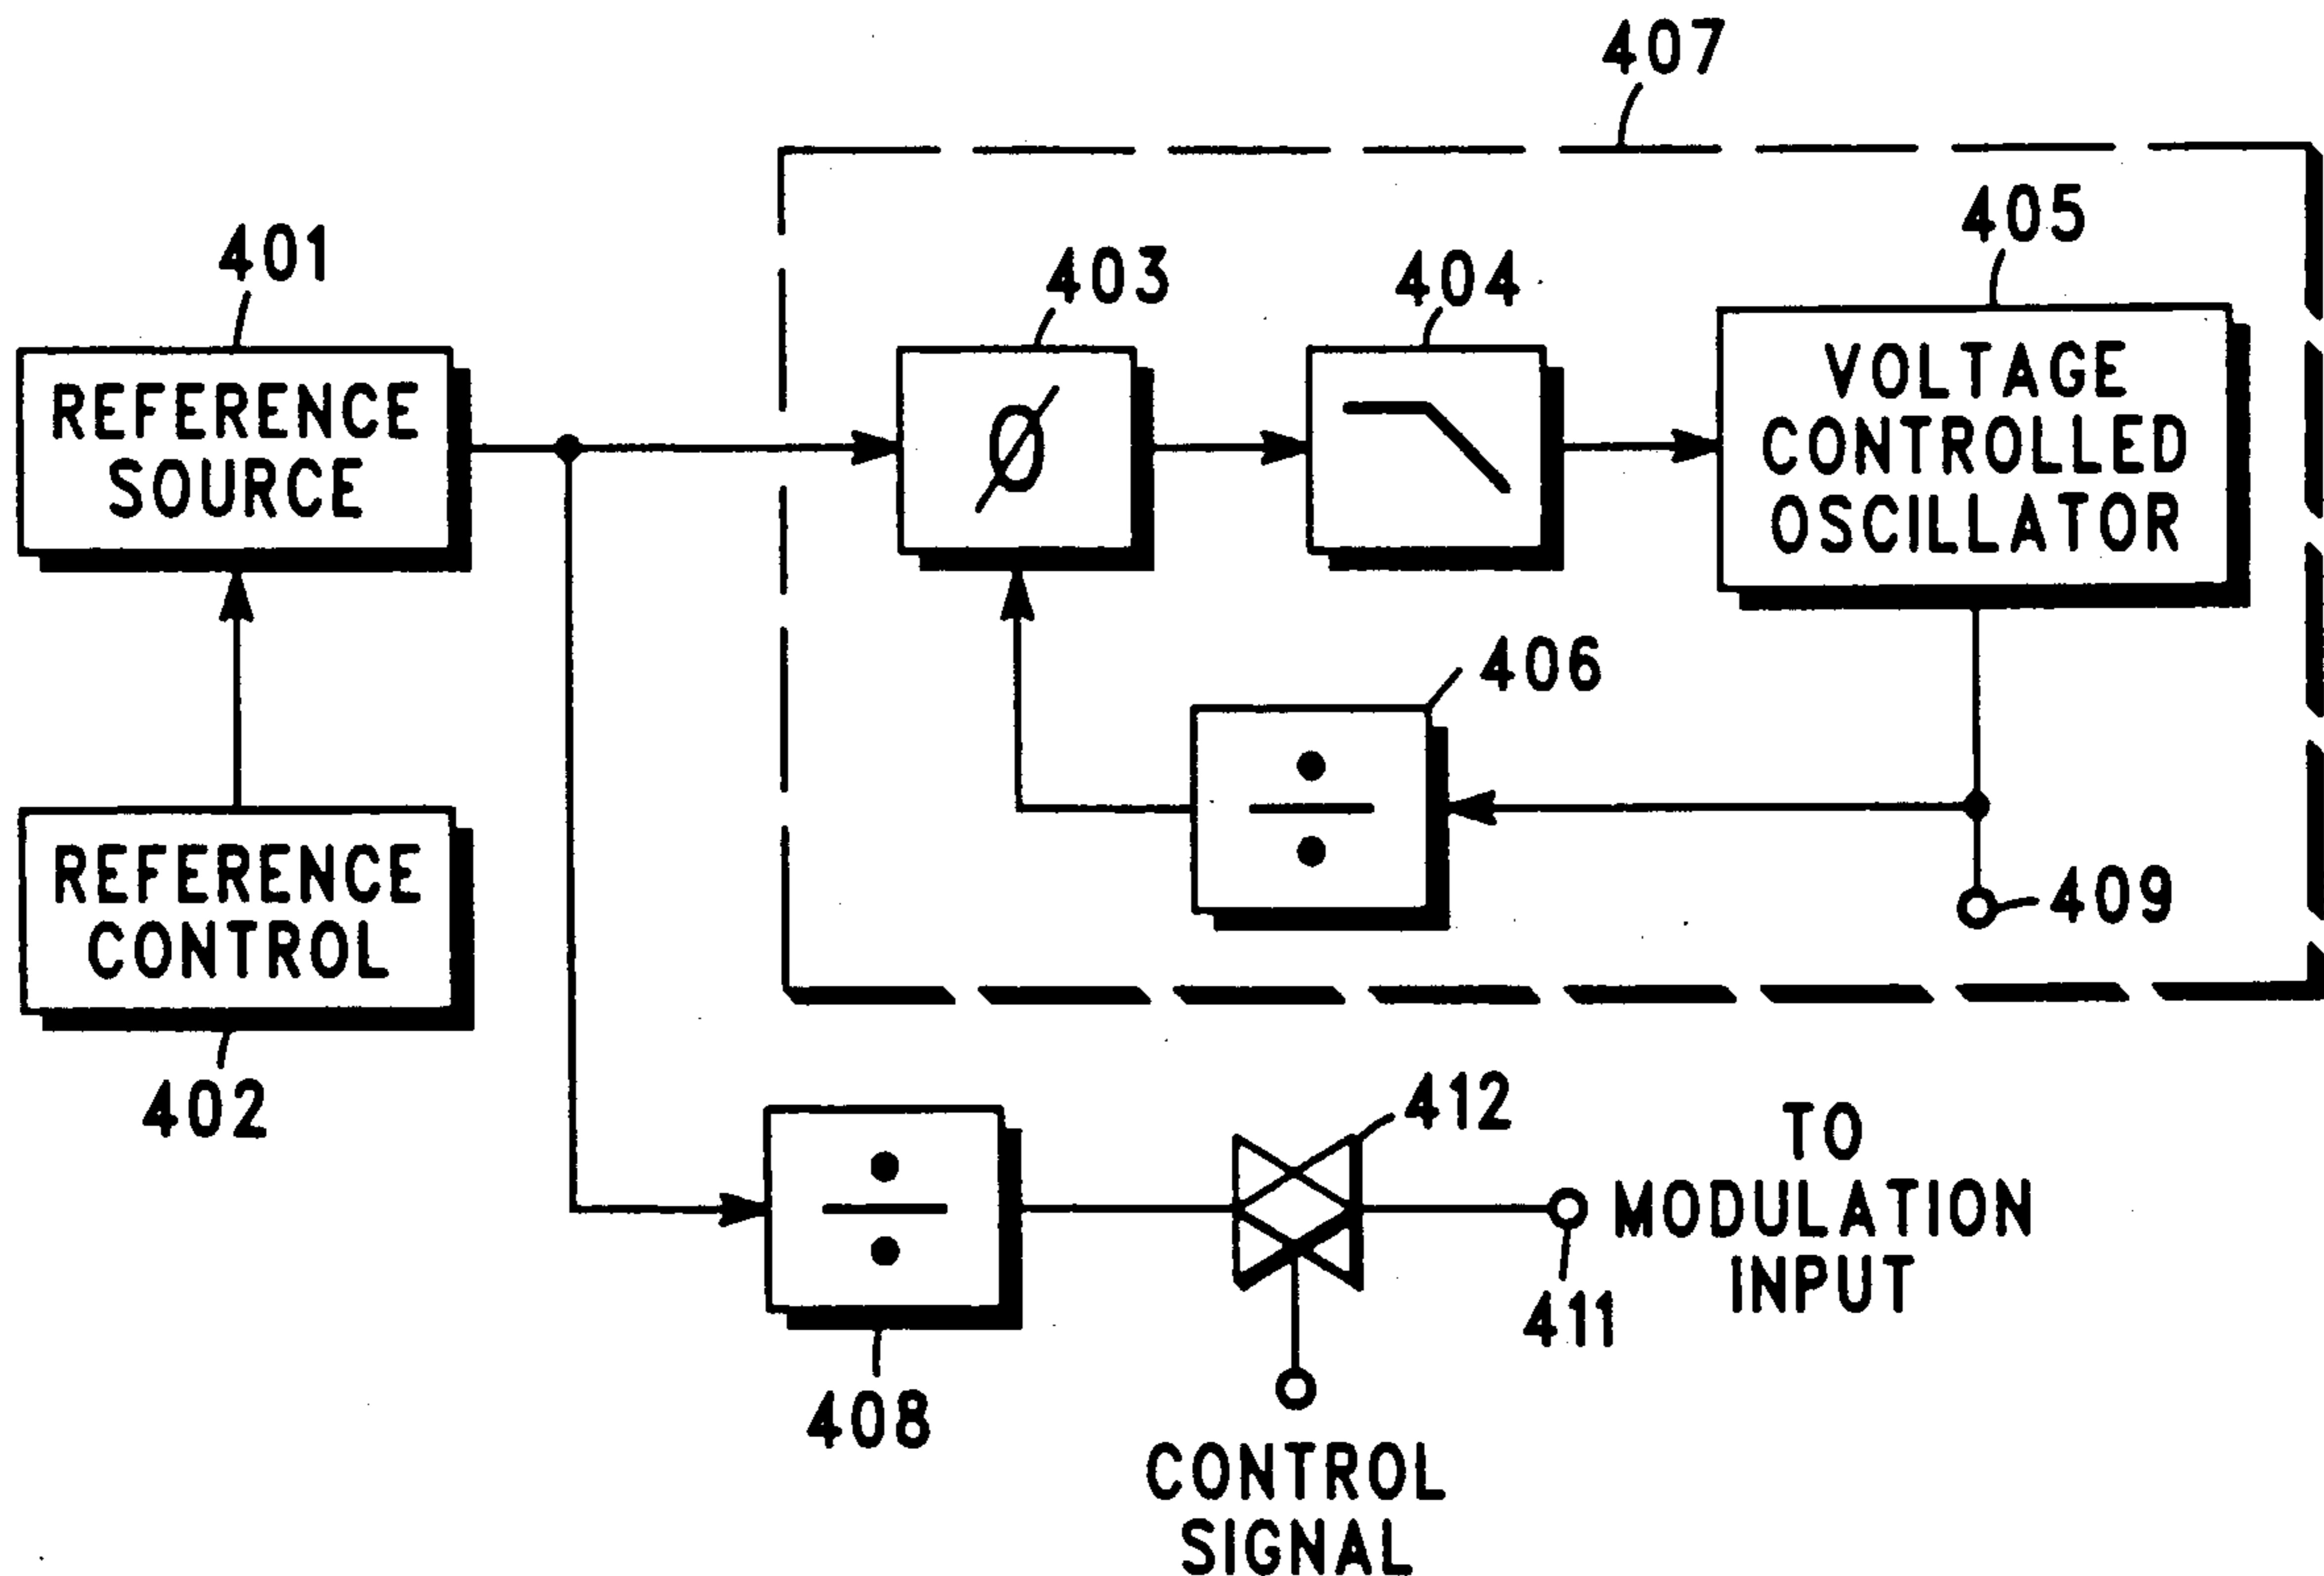 407
405
401
403
404
REFERENCE
SOURCE
Ø
VOLTAGE
CONTROLLED
OSCILLATOR
406
÷
REFERENCE
CONTROL
409
402
412
TO
MODULATION
INPUT
÷
411
408
CONTROL
SIGNAL